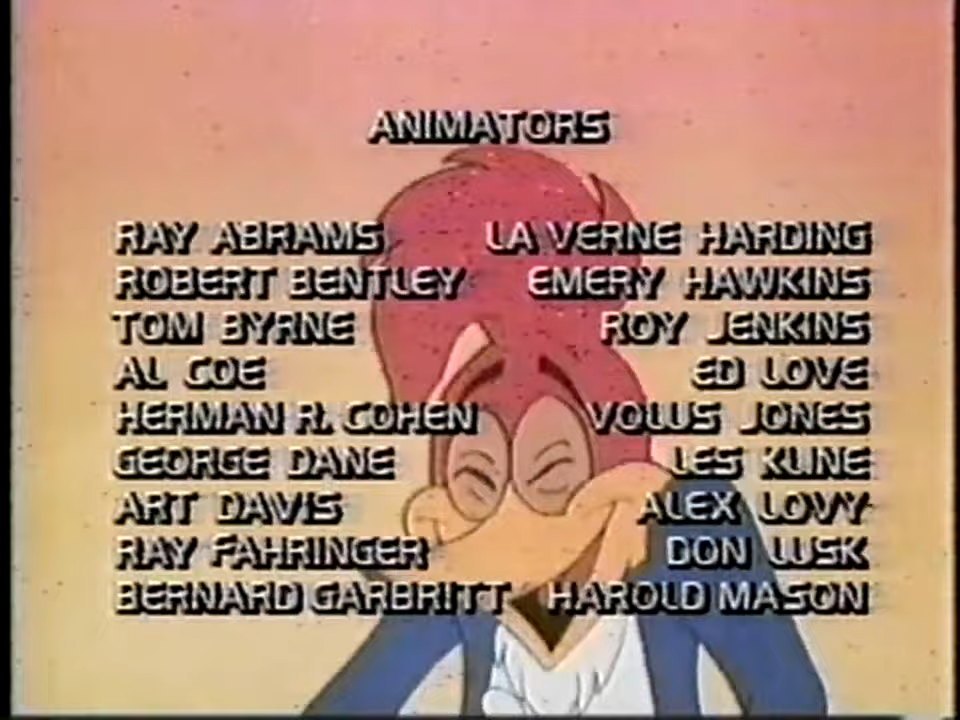 ANIMATORS
RAY ABRAMS LA VERNE HARDING
ROBERT BENTLEY EMERY HAWKINS
TOM BYRNE ROY JENKINS
AL COE ED LOVE
HERMAN R. COHEN VOLUS JONES
GEORGE DANE LES KLINE
ART DAVIS ALEX LOVY
RAY FAHRINGER DON LUSK
BERNARD GARBRITT HAROLD MASON